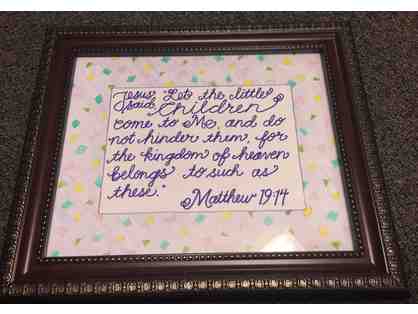 Jesus said, "Let the little
Children
come to Me, and do
not hinder them, for
the kingdom of heaven
belongs to such as
these."
Matthew 19:14